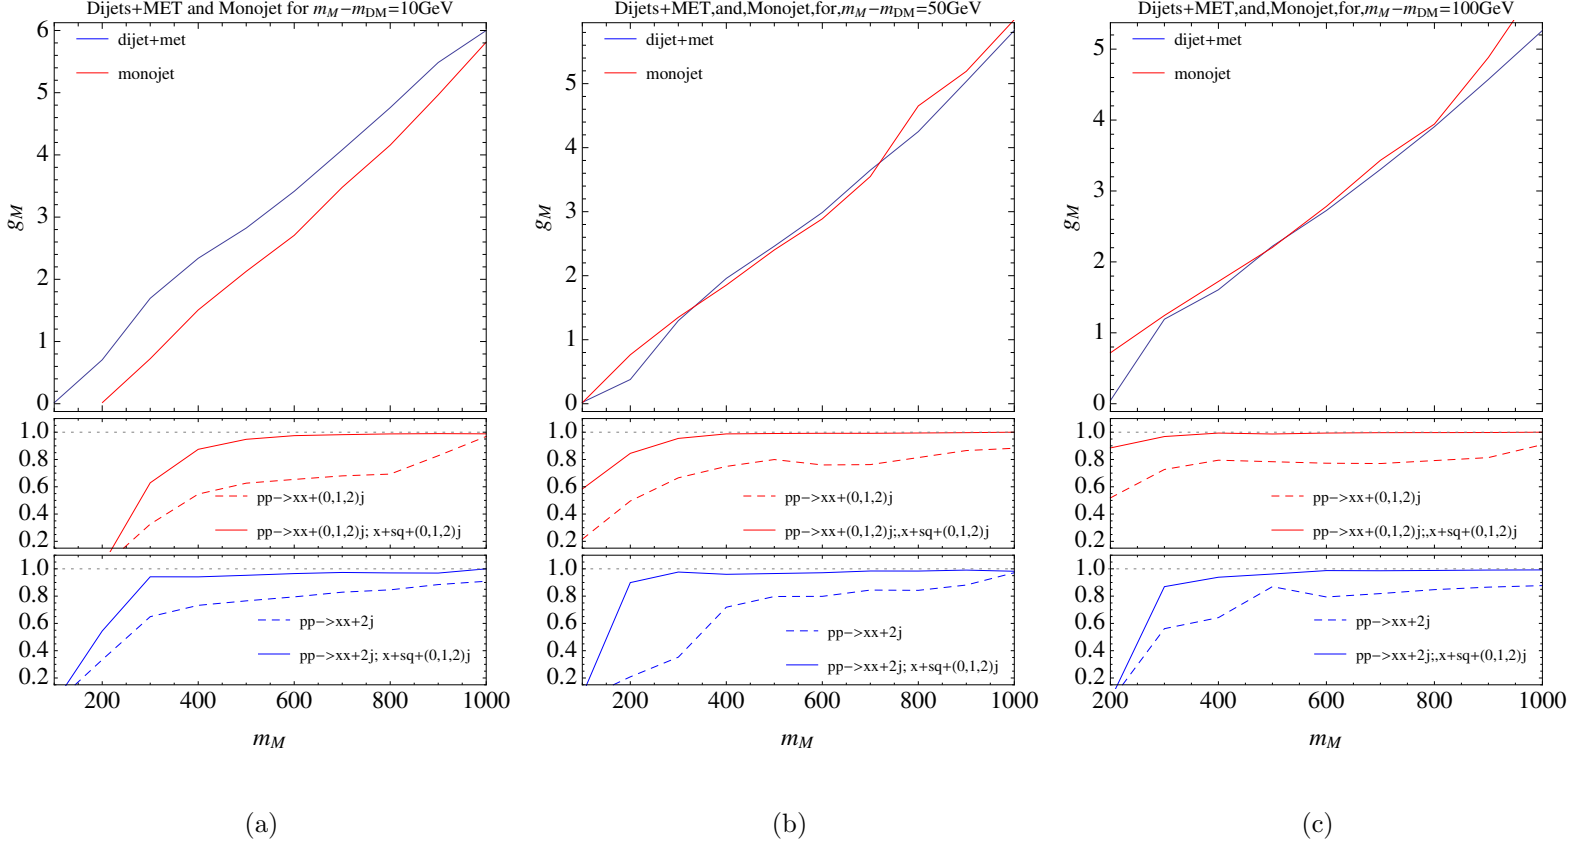 Dijets+MET and Monojet for m_M−m_DM=10GeV
dijet+met
monojet
g_M
6
5
4
3
2
1
0
1.0
0.8
0.6
0.4
0.2
pp−>xx+(0,1,2)j
pp−>xx+(0,1,2)j; x+sq+(0,1,2)j
1.0
0.8
0.6
0.4
0.2
pp−>xx+2j
pp−>xx+2j; x+sq+(0,1,2)j
200 400 600 800 1000
m_M
(a)
Dijets+MET,and,Monojet,for,m_M−m_DM=50GeV
dijet+met
monojet
g_M
5
4
3
2
1
0
1.0
0.8
0.6
0.4
0.2
pp−>xx+(0,1,2)j
pp−>xx+(0,1,2)j;,x+sq+(0,1,2)j
1.0
0.8
0.6
0.4
0.2
pp−>xx+2j
pp−>xx+2j; x+sq+(0,1,2)j
200 400 600 800 1000
m_M
(b)
Dijets+MET,and,Monojet,for,m_M−m_DM=100GeV
dijet+met
monojet
g_M
5
4
3
2
1
0
1.0
0.8
0.6
0.4
0.2
pp−>xx+(0,1,2)j
pp−>xx+(0,1,2)j;,x+sq+(0,1,2)j
1.0
0.8
0.6
0.4
0.2
pp−>xx+2j
pp−>xx+2j;,x+sq+(0,1,2)j
200 400 600 800 1000
m_M
(c)